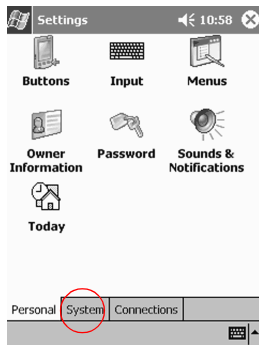 Settings 10:58
Buttons Input Menus
Owner Information Password Sounds & Notifications
Today
Personal System Connections